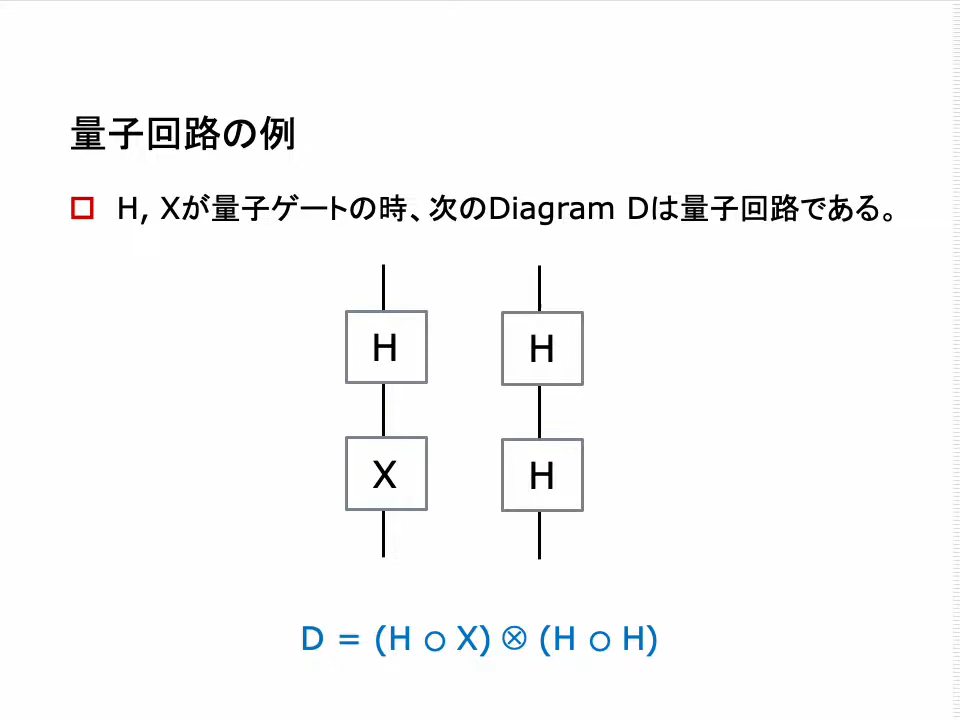 量子回路の例
H, Xが量子ゲートの時、次のDiagram Dは量子回路である。
H H
X H
D = (H ○ X) ⊗ (H ○ H)